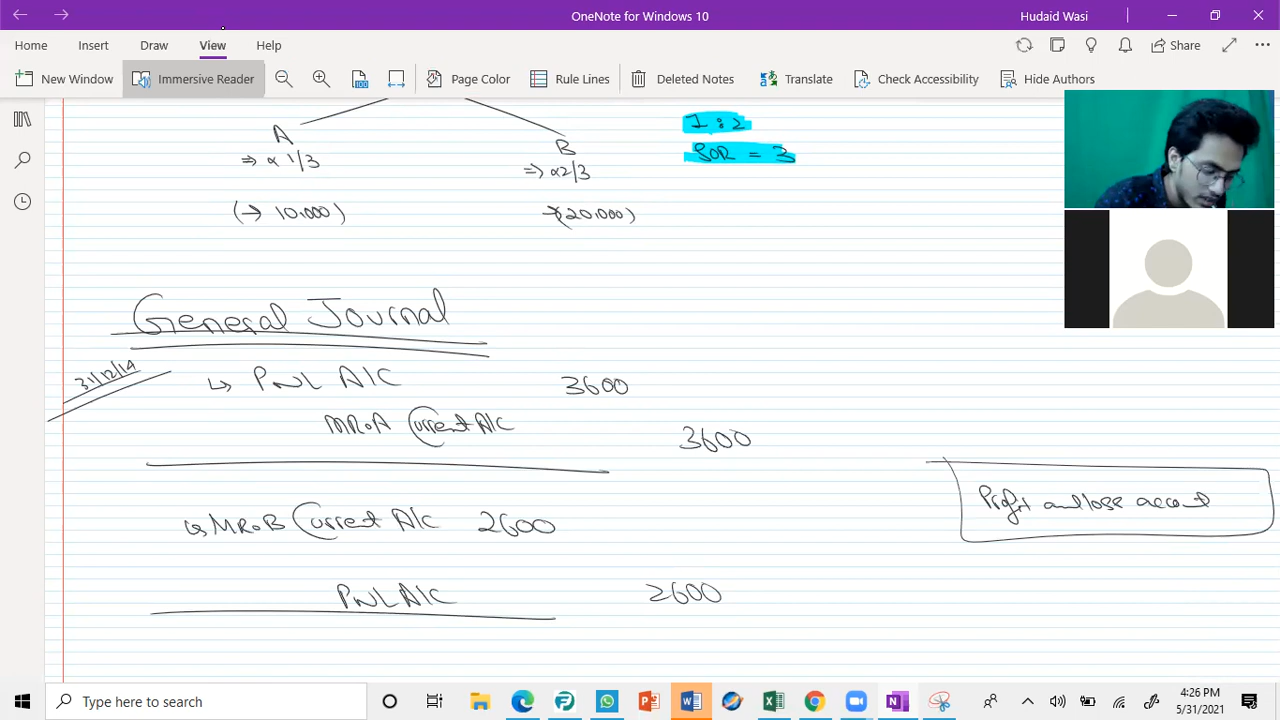 OneNote for Windows 10
Hudaid Wasi
Home Insert Draw View Help
Share
New Window Immersive Reader Page Color Rule Lines Deleted Notes Translate Check Accessibility Hide Authors
1 : 2
A
B
SOR = 3
=> α 1/3
=> α2/3
(→ 10,000)
→(20,000)
General Journal
31/12/19
↳ PNL A/C 3600
MR.A Current A/C 3600
↳ MR.B Current A/C 2600
Profit and loss account
PNL A/C 2600
Type here to search
4:26 PM
5/31/2021